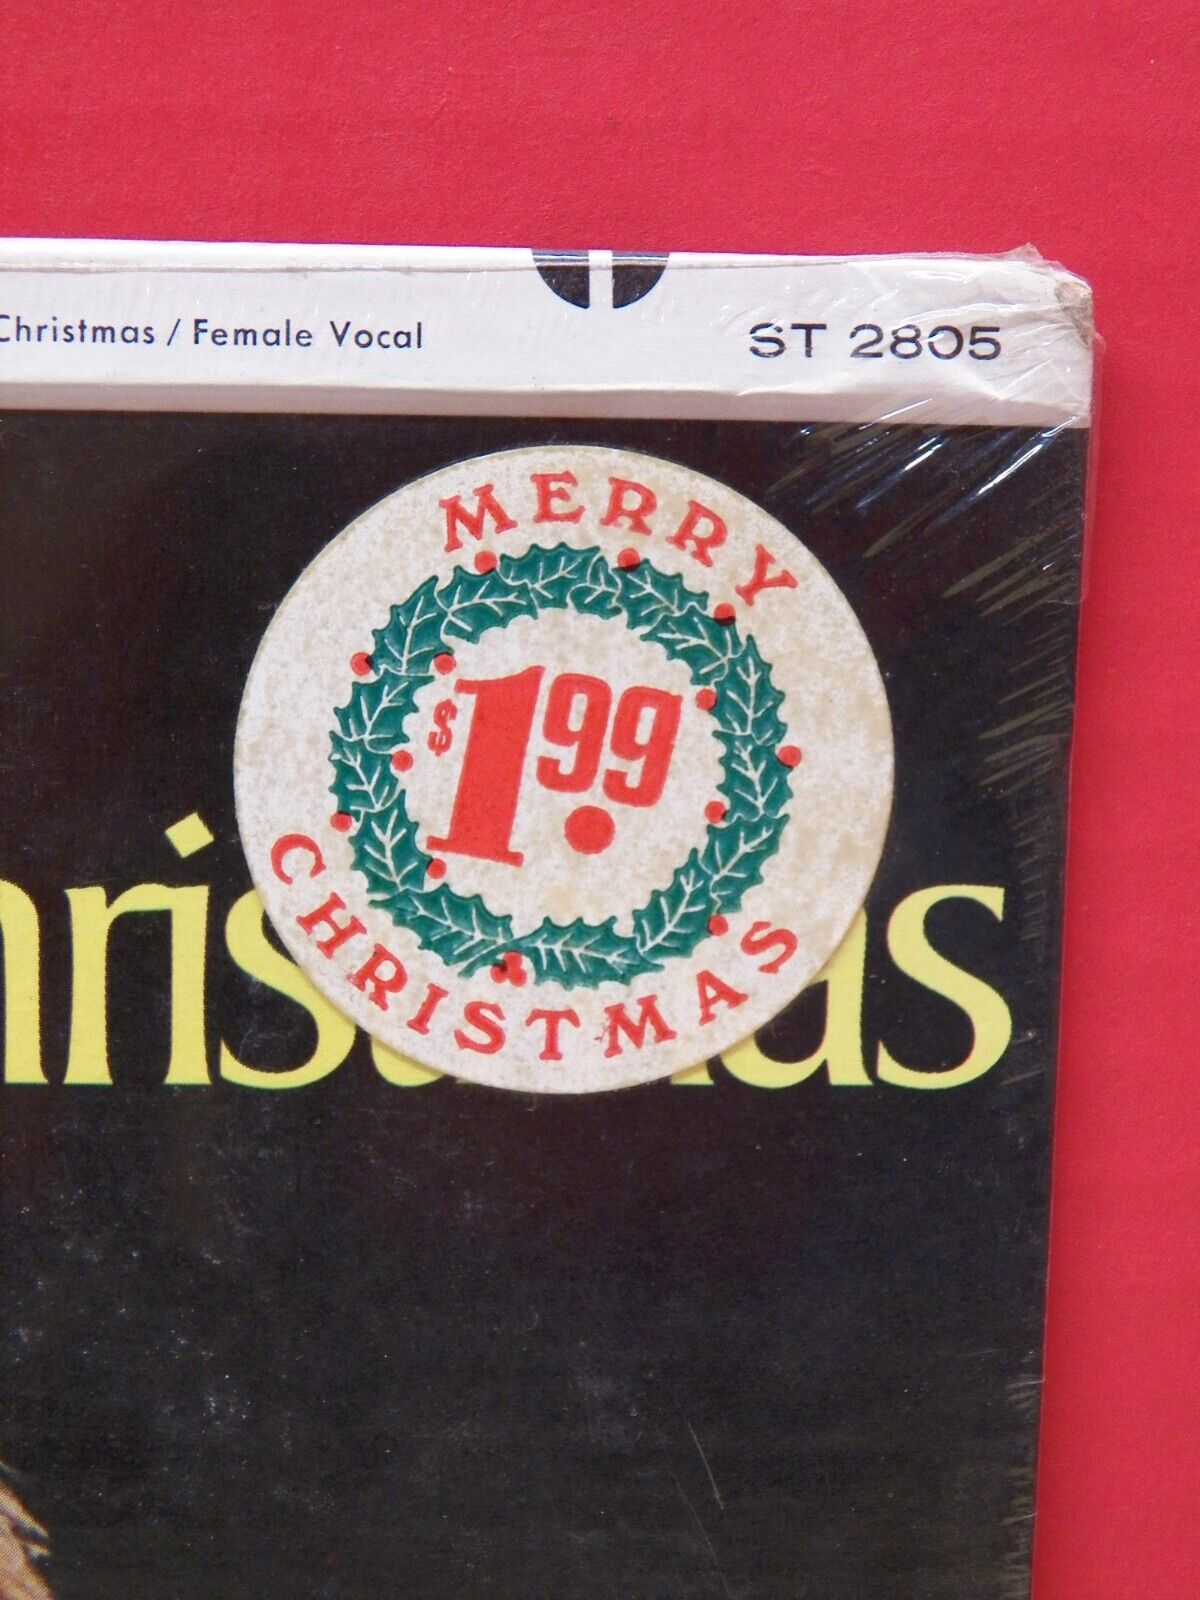 Christmas / Female Vocal
ST 2805
MERRY
$1.99
CHRISTMAS